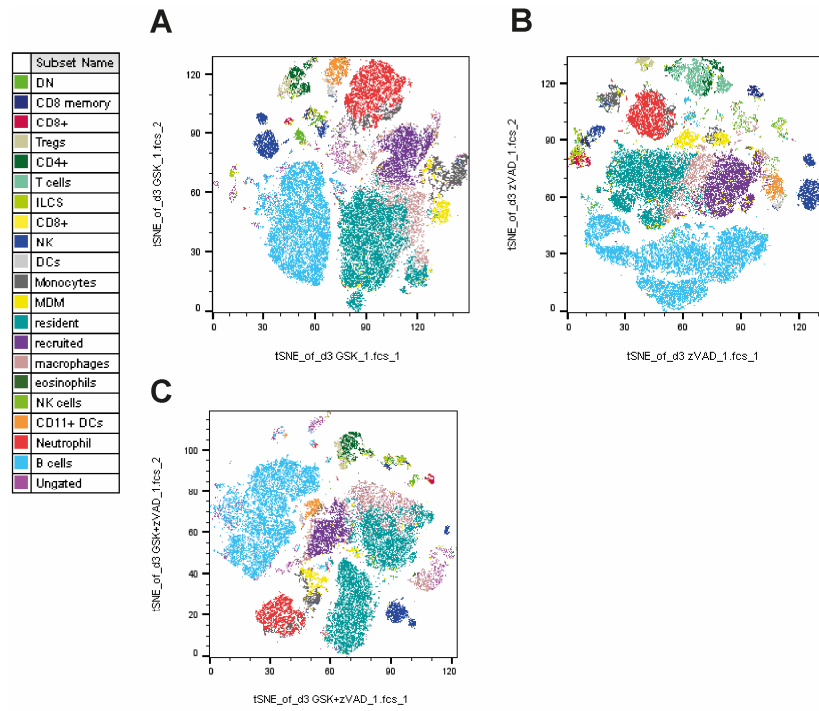 A
B
Subset Name
DN
CD8 memory
CD8+
Tregs
CD4+
T cells
ILCS
CD8+
NK
DCs
Monocytes
MDM
resident
recruited
macrophages
eosinophils
NK cells
CD11+ DCs
Neutrophil
B cells
Ungated
tSNE_of_d3 GSK_1.fcs_2
120
90
60
30
0
0 30 60 90 120
tSNE_of_d3 GSK_1.fcs_1
tSNE_of_d3 zVAD_1.fcs_2
120
90
60
30
0
0 30 60 90 120
tSNE_of_d3 zVAD_1.fcs_1
C
tSNE_of_d3 GSK+zVAD_1.fcs_2
100
80
60
40
20
0
0 30 60 90 120
tSNE_of_d3 GSK+zVAD_1.fcs_1